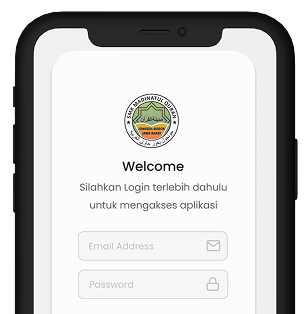 SMK MADINATUL QURAN
JONGGOL BOGOR
JAWA BARAT
Welcome
Silahkan Login terlebih dahulu
untuk mengakses aplikasi
Email Address
Password